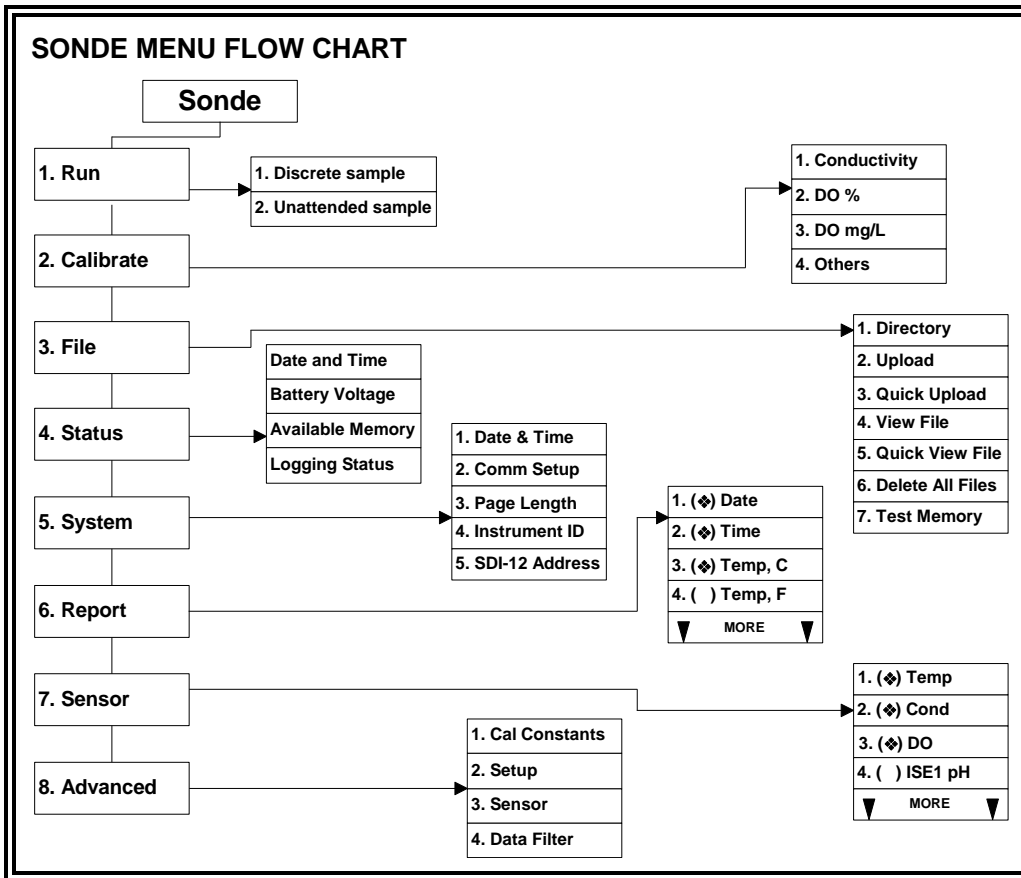 SONDE MENU FLOW CHART
Sonde
1. Run
1. Discrete sample
2. Unattended sample
2. Calibrate
1. Conductivity
2. DO %
3. DO mg/L
4. Others
3. File
1. Directory
2. Upload
3. Quick Upload
4. View File
5. Quick View File
6. Delete All Files
7. Test Memory
4. Status
Date and Time
Battery Voltage
Available Memory
Logging Status
5. System
1. Date & Time
2. Comm Setup
3. Page Length
4. Instrument ID
5. SDI-12 Address
6. Report
1. (❖) Date
2. (❖) Time
3. (❖) Temp, C
4. ( ) Temp, F
MORE
7. Sensor
1. (❖) Temp
2. (❖) Cond
3. (❖) DO
4. ( ) ISE1 pH
MORE
8. Advanced
1. Cal Constants
2. Setup
3. Sensor
4. Data Filter